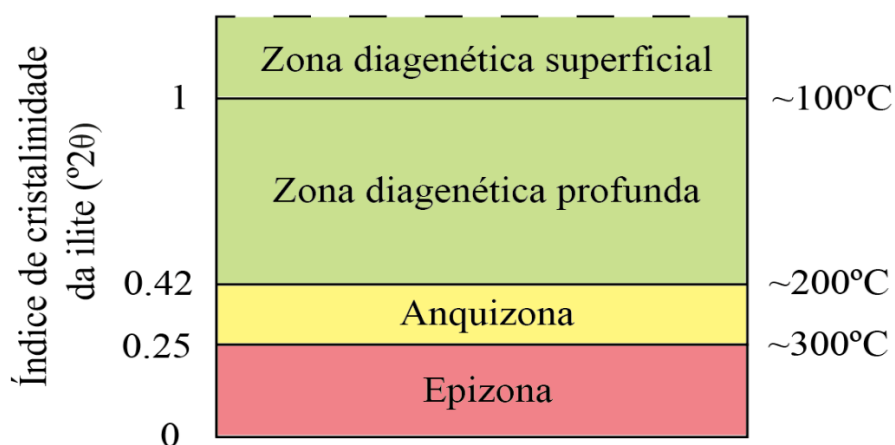 Índice de cristalinidade
da ilite (º2θ)
Zona diagenética superficial
1
~100ºC
Zona diagenética profunda
0.42
~200ºC
Anquizona
0.25
~300ºC
Epizona
0